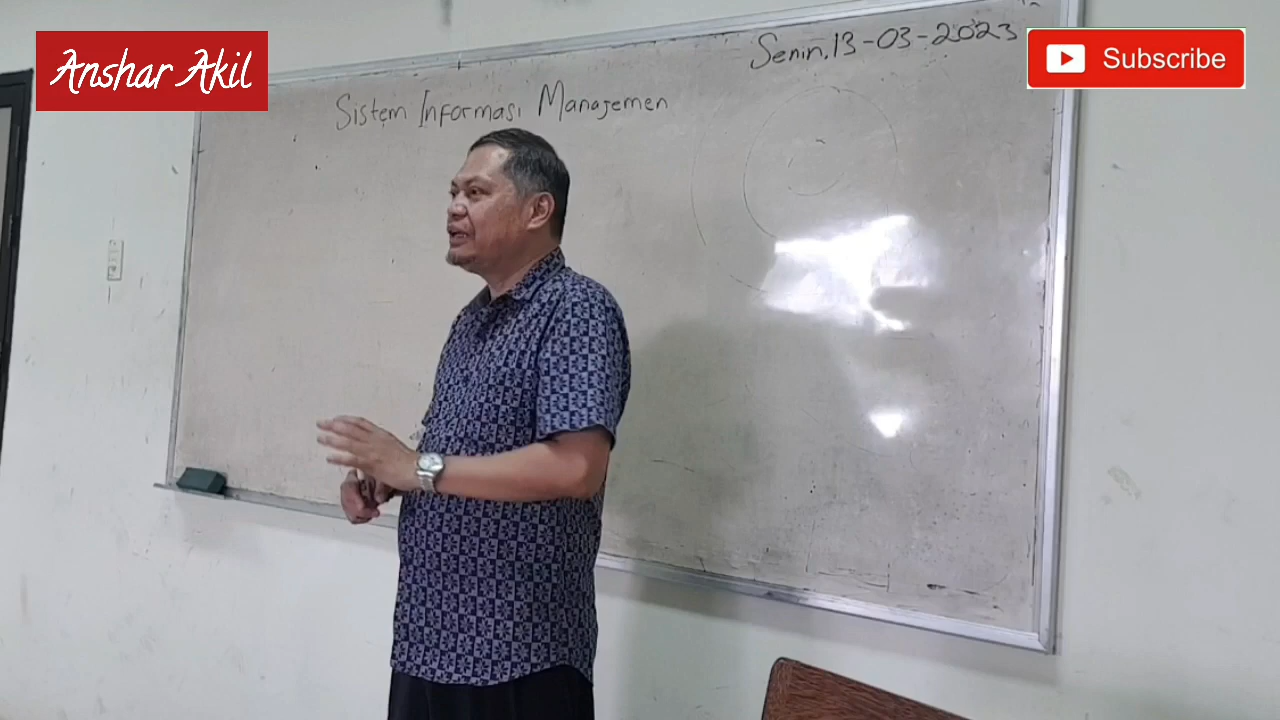 Anshar Akil
Subscribe
Senin, 13-03-2023
Sistem Informasi Manajemen